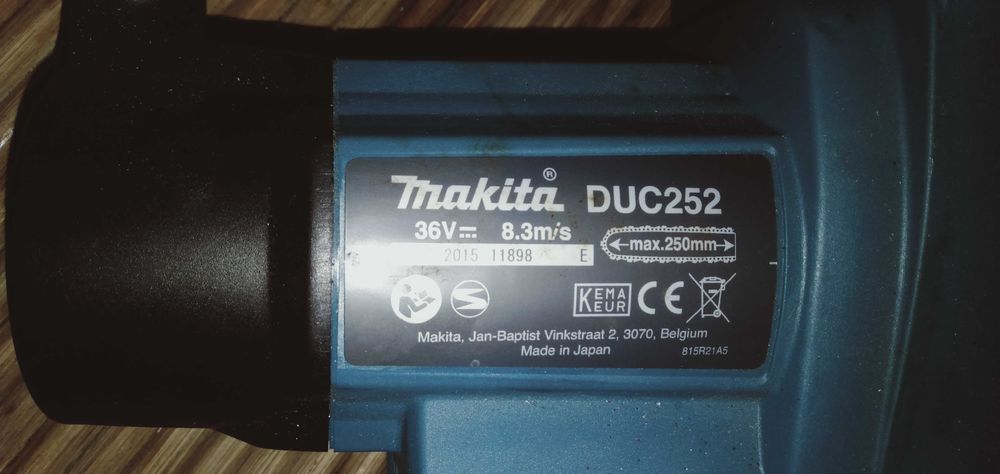 makita® DUC252
36V⎓ 8.3m/s
max.250mm
2015 11898 E
KEMA
KEUR
CE
Makita, Jan-Baptist Vinkstraat 2, 3070, Belgium
Made in Japan
815R21A5